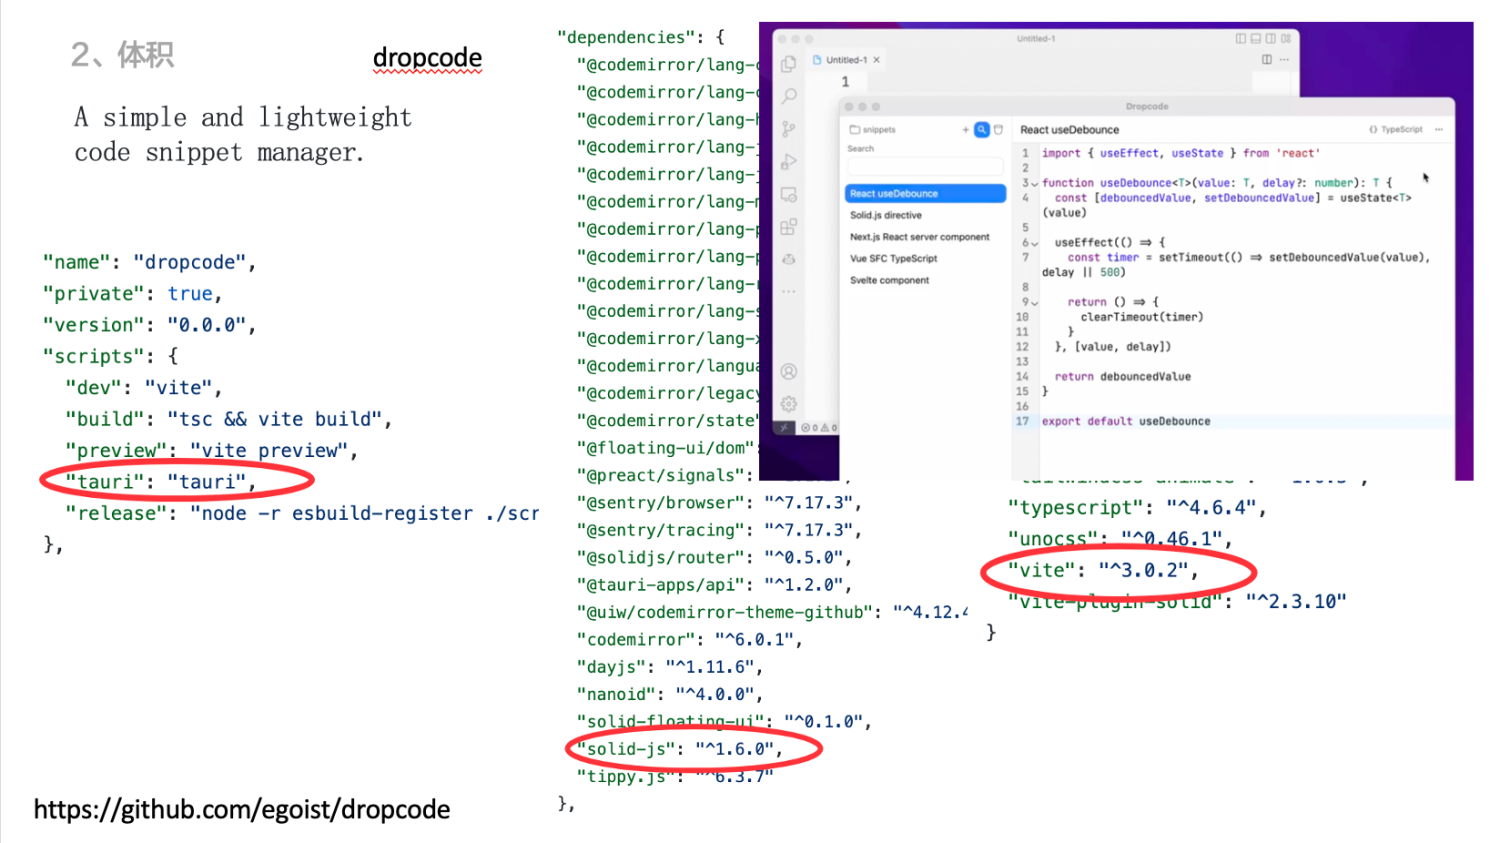 2、体积
dropcode
A simple and lightweight
code snippet manager.
"name": "dropcode",
"private": true,
"version": "0.0.0",
"scripts": {
"dev": "vite",
"build": "tsc && vite build",
"preview": "vite preview",
"tauri": "tauri",
"release": "node -r esbuild-register ./scr
},
https://github.com/egoist/dropcode
"dependencies": {
"@codemirror/lang-
"@codemirror/lang-
"@codemirror/lang-
"@codemirror/lang-
"@codemirror/lang-
"@codemirror/lang-
"@codemirror/lang-
"@codemirror/lang-
"@codemirror/lang-
"@codemirror/lang-
"@codemirror/lang-
"@codemirror/langua
"@codemirror/legacy
"@codemirror/state"
"@floating-ui/dom":
"@preact/signals":
"@sentry/browser": "^7.17.3",
"@sentry/tracing": "^7.17.3",
"@solidjs/router": "^0.5.0",
"@tauri-apps/api": "^1.2.0",
"@uiw/codemirror-theme-github": "^4.12.4
"codemirror": "^6.0.1",
"dayjs": "^1.11.6",
"nanoid": "^4.0.0",
"solid-floating-ui": "^0.1.0",
"solid-js": "^1.6.0",
"tippy.js": "^6.3.7"
},
Untitled-1
Untitled-1
1
Dropcode
snippets
Search
React useDebounce
Solid.js directive
Next.js React server component
Vue SFC TypeScript
Svelte component
React useDebounce
{} TypeScript
1 import { useEffect, useState } from 'react'
2
3 function useDebounce<T>(value: T, delay?: number): T {
4 const [debouncedValue, setDebouncedValue] = useState<T>
(value)
5
6 useEffect(() => {
7 const timer = setTimeout(() => setDebouncedValue(value),
delay || 500)
8
9 return () => {
10 clearTimeout(timer)
11 }
12 }, [value, delay])
13
14 return debouncedValue
15 }
16
17 export default useDebounce
0 0
"typescript": "^4.6.4",
"unocss": "^0.46.1",
"vite": "^3.0.2",
"vite-plugin-solid": "^2.3.10"
}